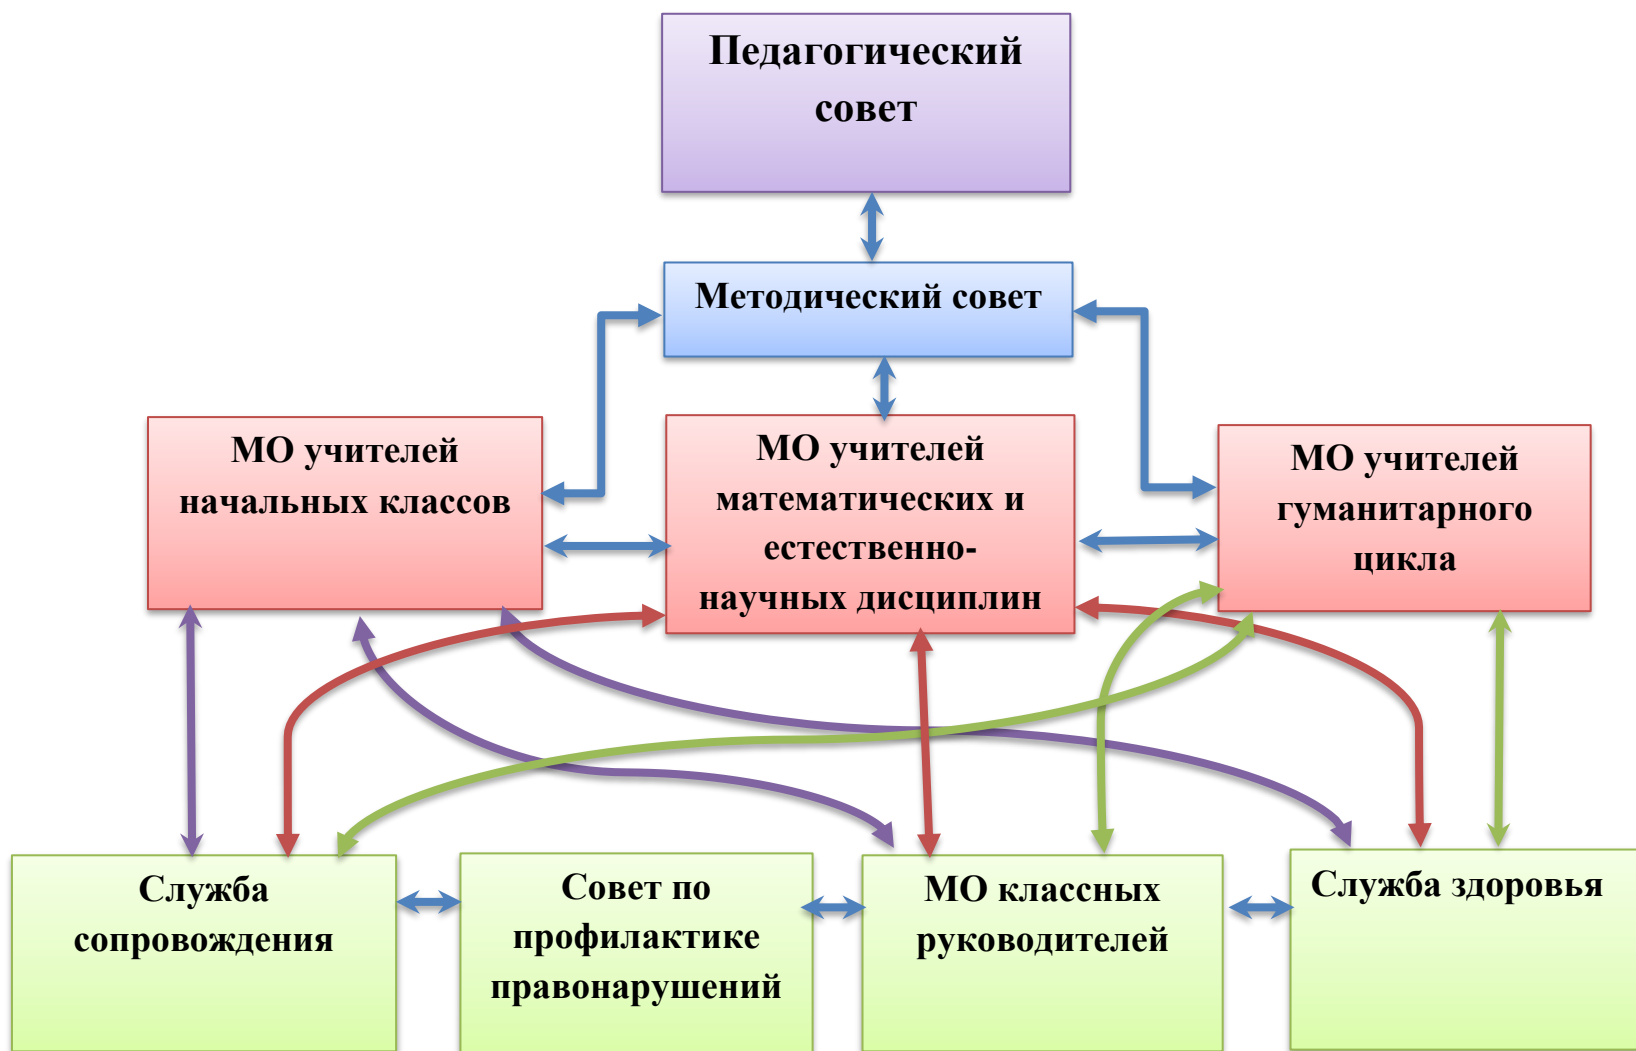 Педагогический
совет
Методический совет
МО учителей
начальных классов
МО учителей
математических и
естественно-
научных дисциплин
МО учителей
гуманитарного
цикла
Служба
сопровождения
Совет по
профилактике
правонарушений
МО классных
руководителей
Служба здоровья